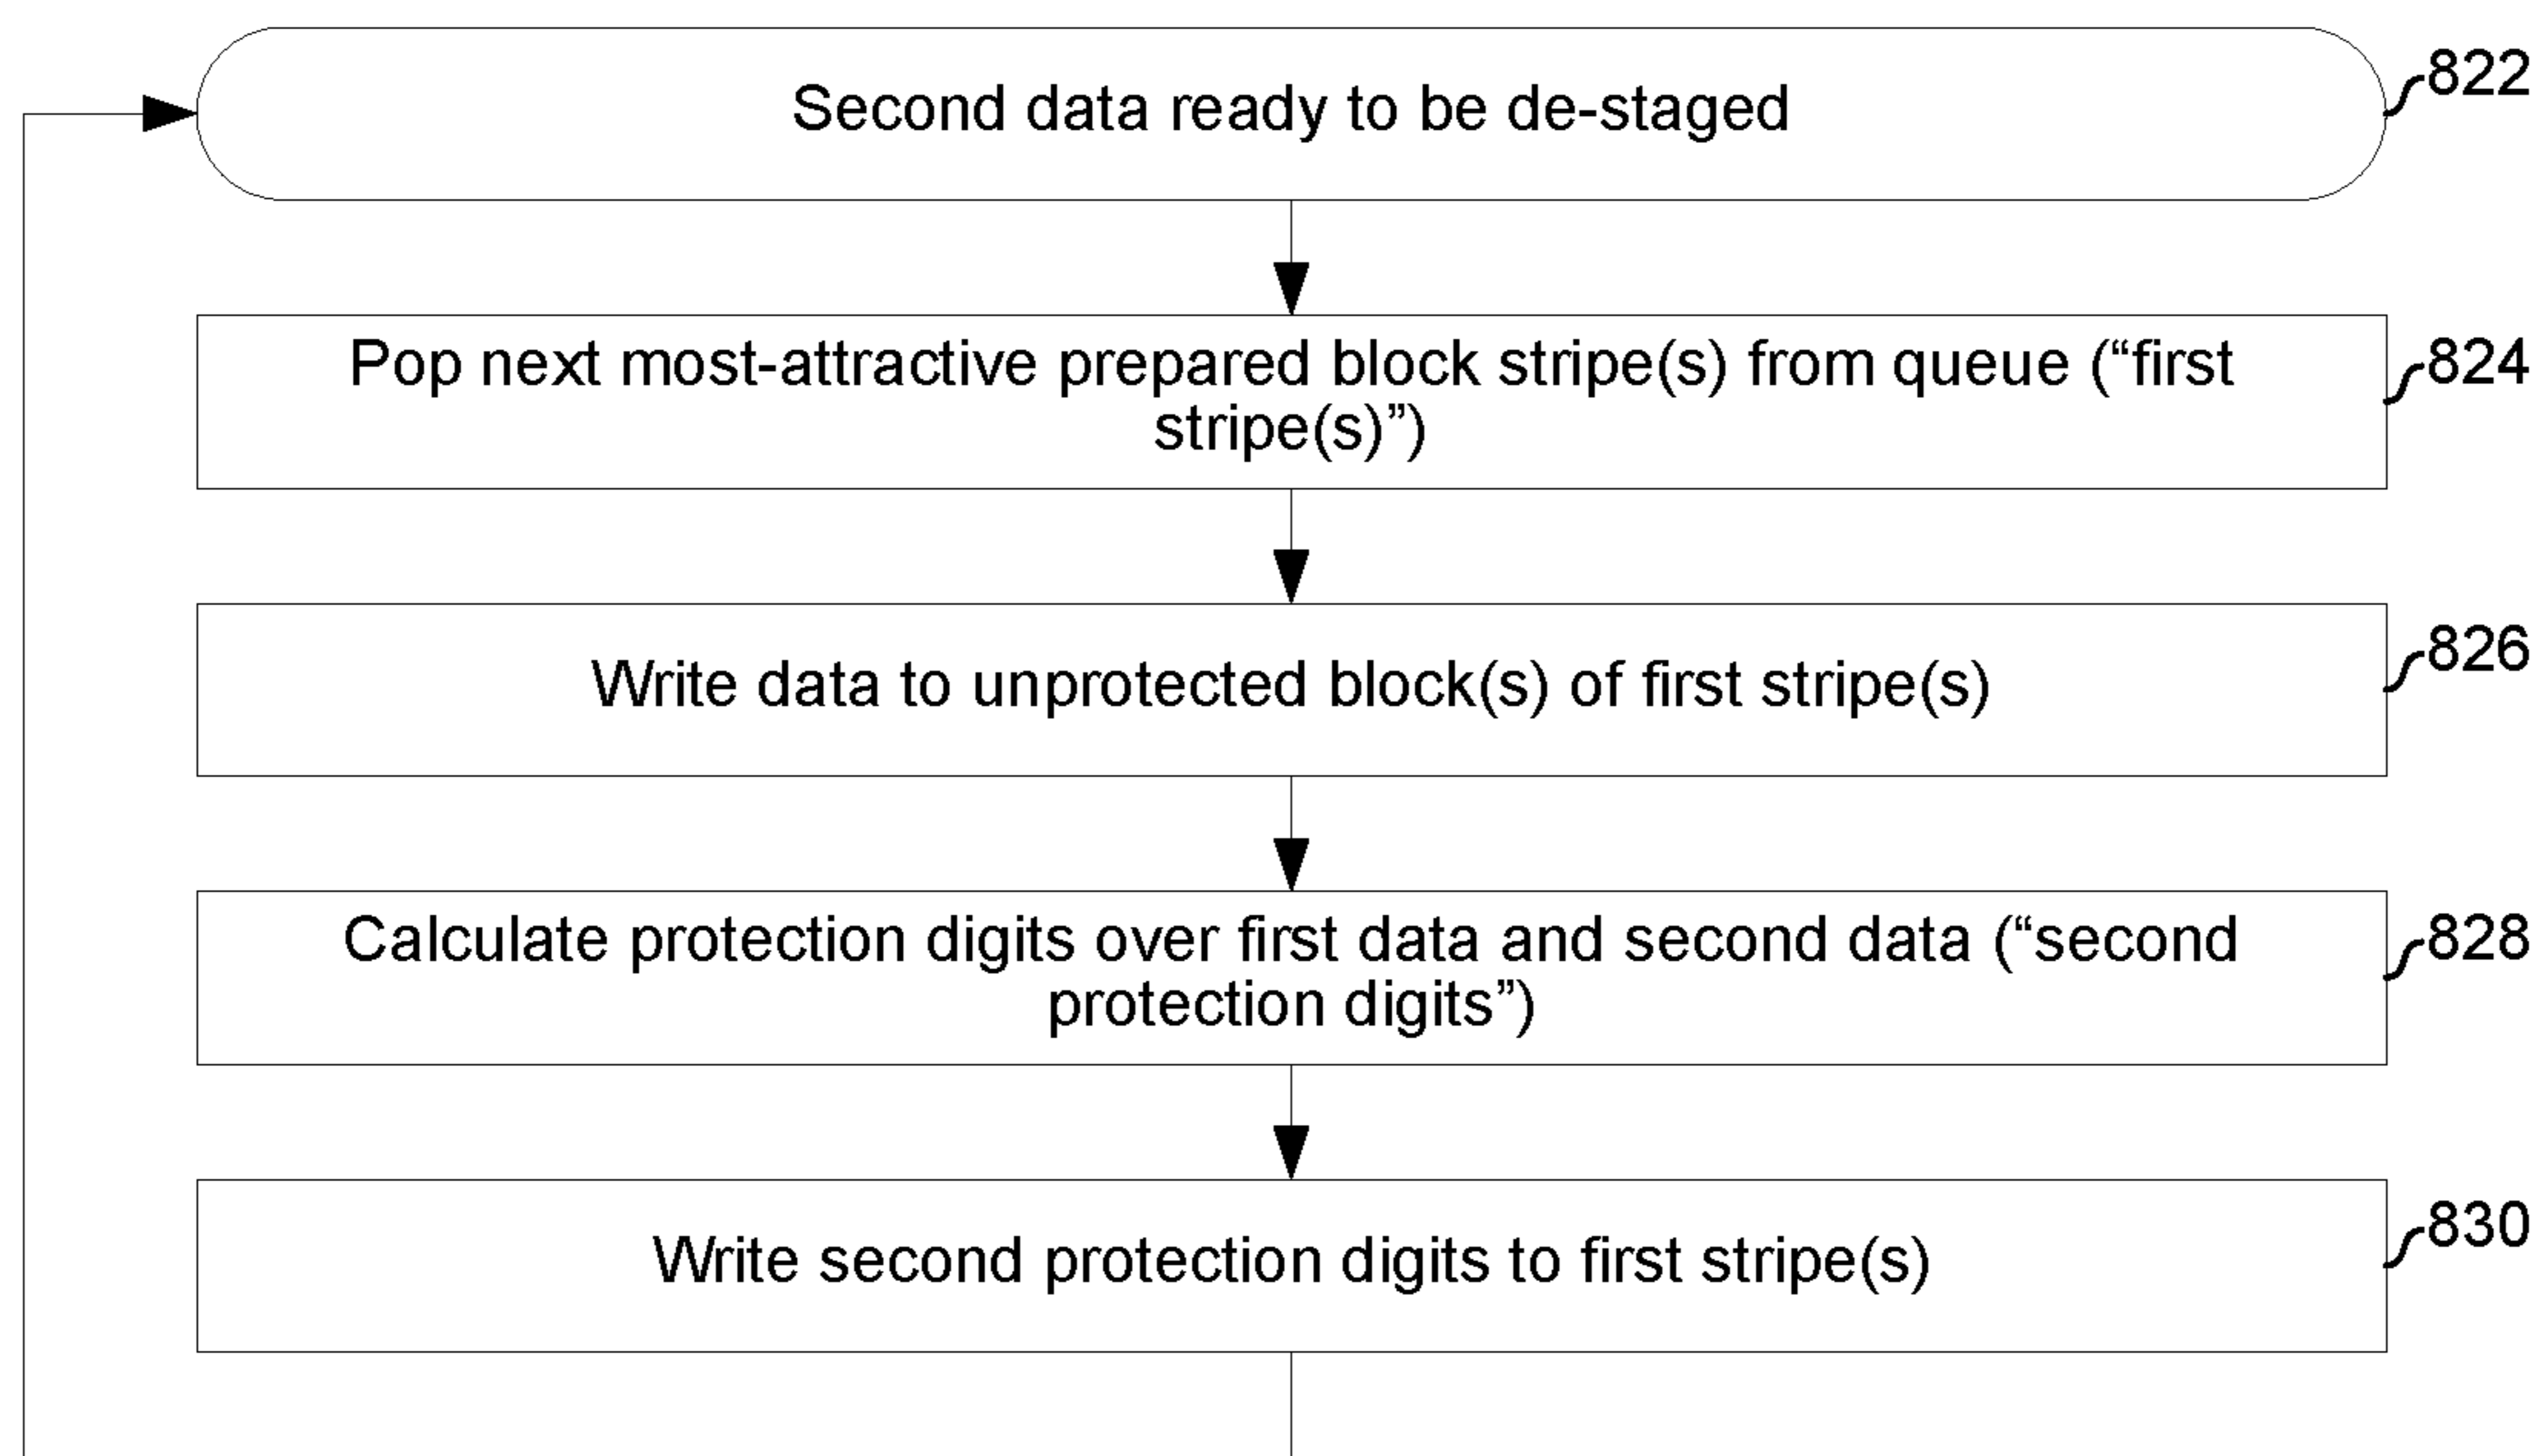 Second data ready to be de-staged
822
Pop next most-attractive prepared block stripe(s) from queue (“first
stripe(s)”)
824
Write data to unprotected block(s) of first stripe(s)
826
Calculate protection digits over first data and second data (“second
protection digits”)
828
Write second protection digits to first stripe(s)
830